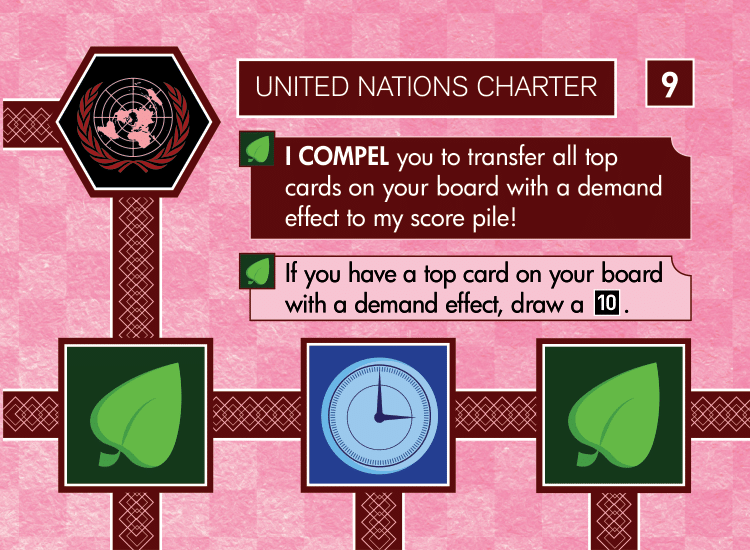 UNITED NATIONS CHARTER
9
I COMPEL you to transfer all top
cards on your board with a demand
effect to my score pile!
If you have a top card on your board
with a demand effect, draw a 10.